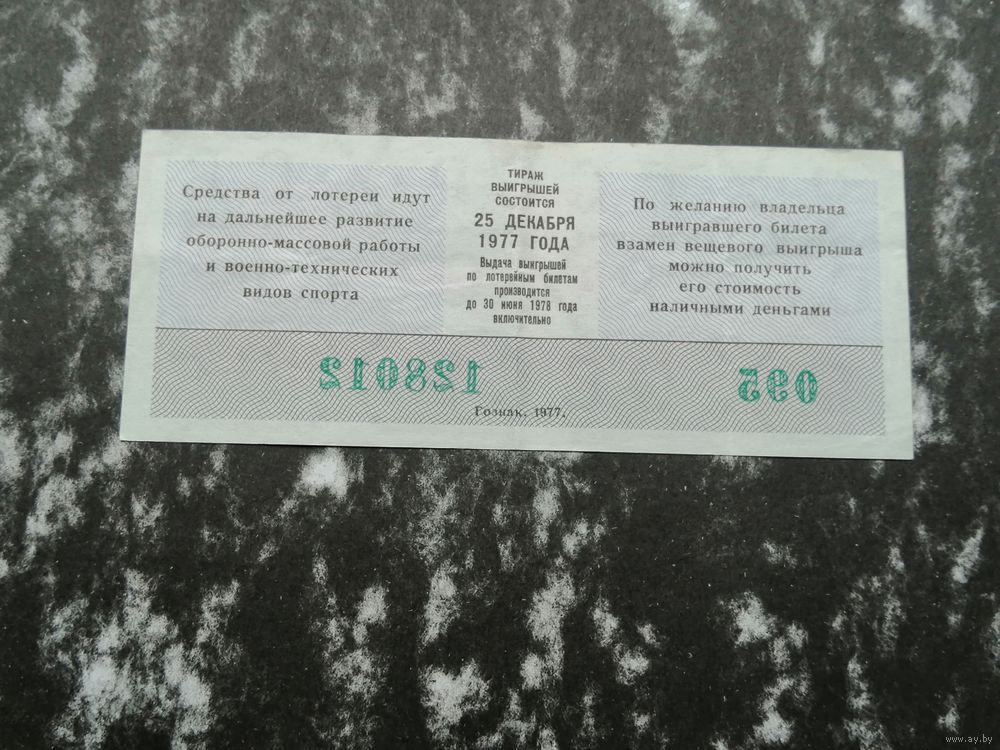 Средства от лотереи идут
на дальнейшее развитие
оборонно-массовой работы
и военно-технических
видов спорта
ТИРАЖ
ВЫИГРЫШЕЙ
СОСТОИТСЯ
25 ДЕКАБРЯ
1977 ГОДА
Выдача выигрышей
по лотерейным билетам
производится
до 30 июня 1978 года
включительно
По желанию владельца
выигравшего билета
взамен вещевого выигрыша
можно получить
его стоимость
наличными деньгами
128012
095
Гознак. 1977.
www.ay.by